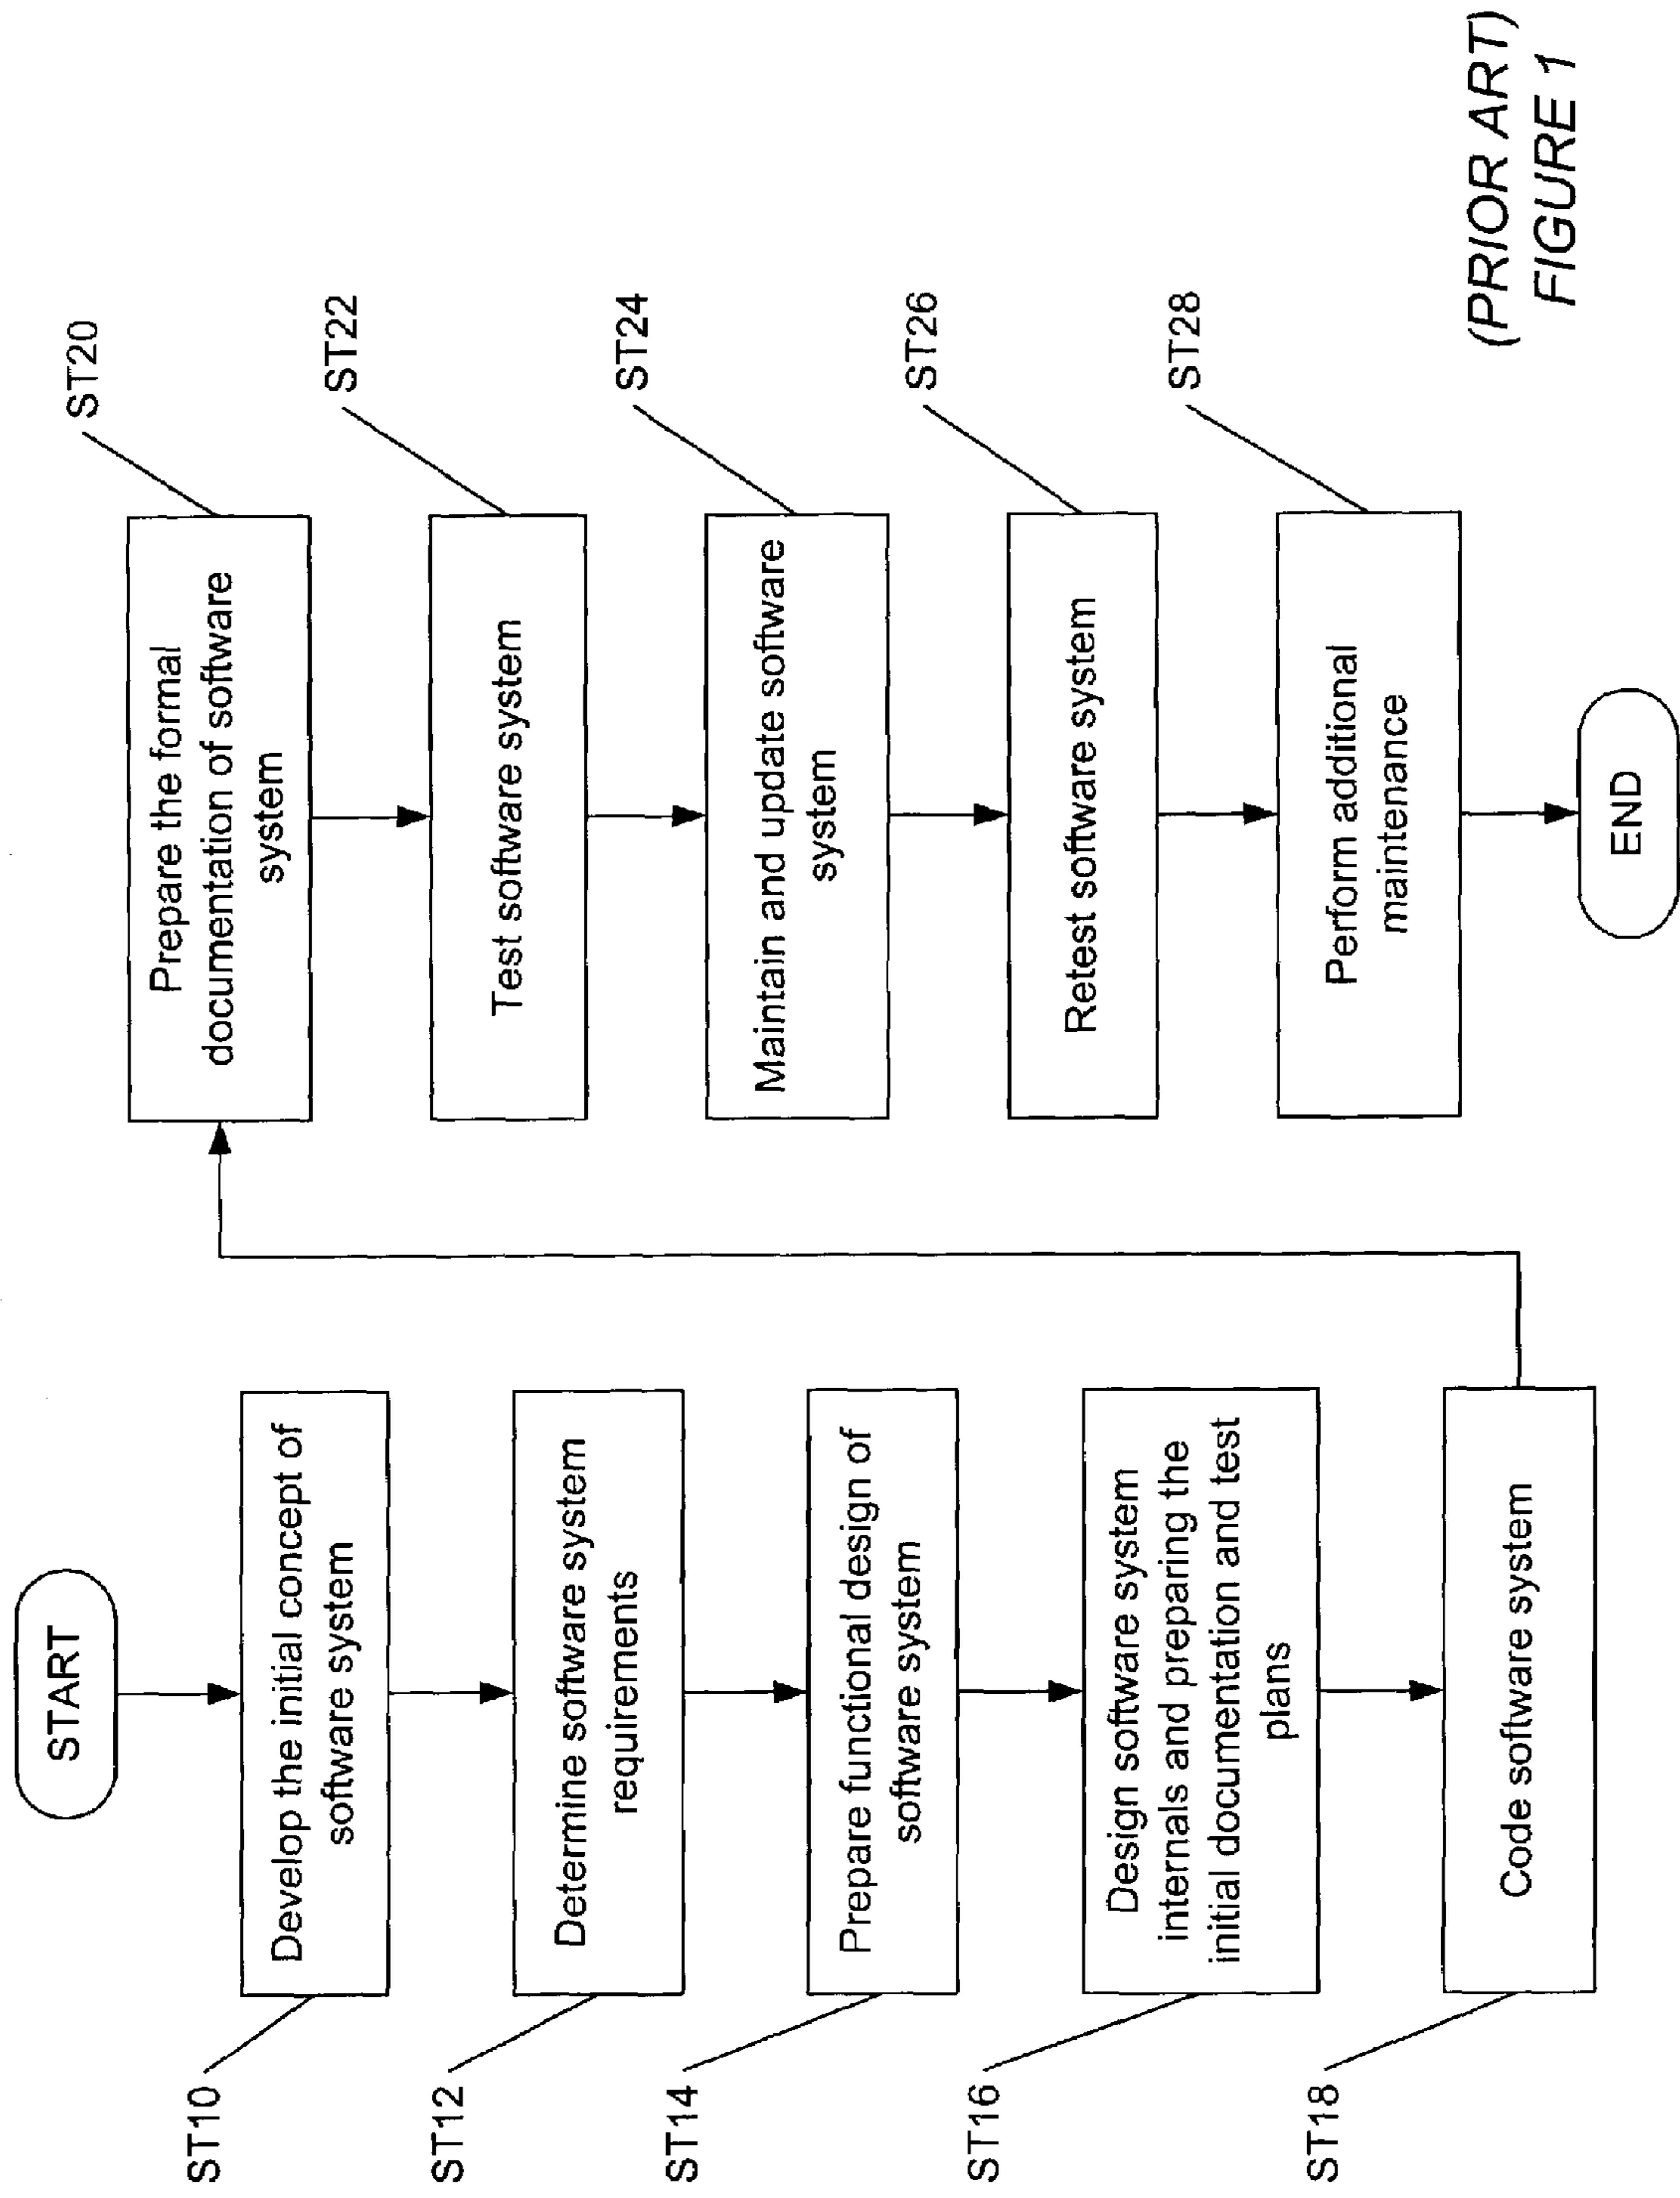 START
ST10
Develop the initial concept of
software system
ST12
Determine software system
requirements
ST14
Prepare functional design of
software system
ST16
Design software system
internals and preparing the
initial documentation and test
plans
ST18
Code software system
ST20
Prepare the formal
documentation of software
system
ST22
Test software system
ST24
Maintain and update software
system
ST26
Retest software system
ST28
Perform additional
maintenance
END
(PRIOR ART)
FIGURE 1